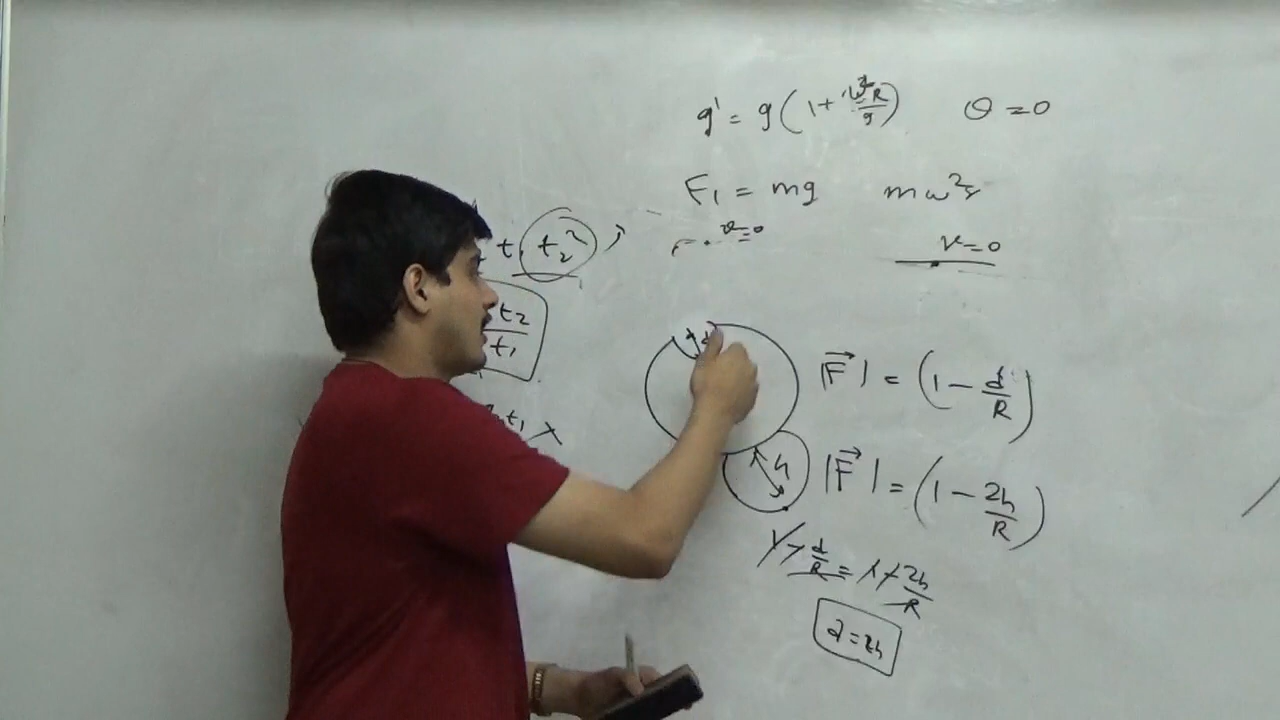 g' = g(1 + ω²R/g) θ = 0
F₁ = mg mω²r
v=0
v=0
t₁ t₂²
t₂/t₁
t₁
d
|F⃗| = (1 - d/R)
h
|F⃗| = (1 - 2h/R)
1 - d/R = 1 - 2h/R
d = 2h